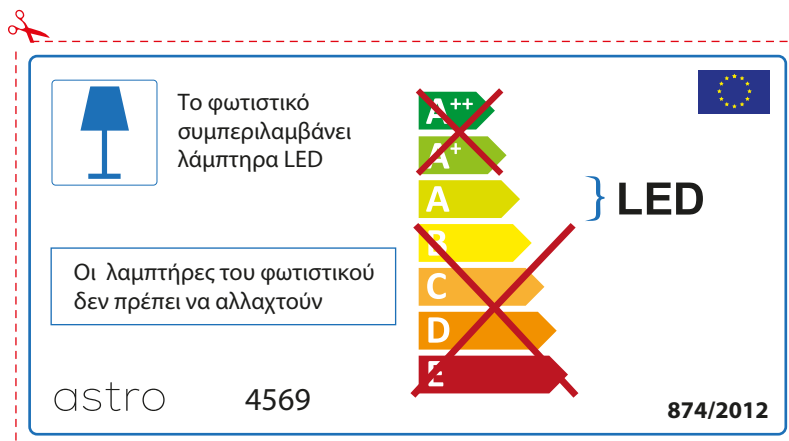 Το φωτιστικό
συμπεριλαμβάνει
λάμπτηρα LED
A++
A+
A
B
C
D
E
LED
Οι λαμπτήρες του φωτιστικού
δεν πρέπει να αλλαχτούν
astro
4569
874/2012